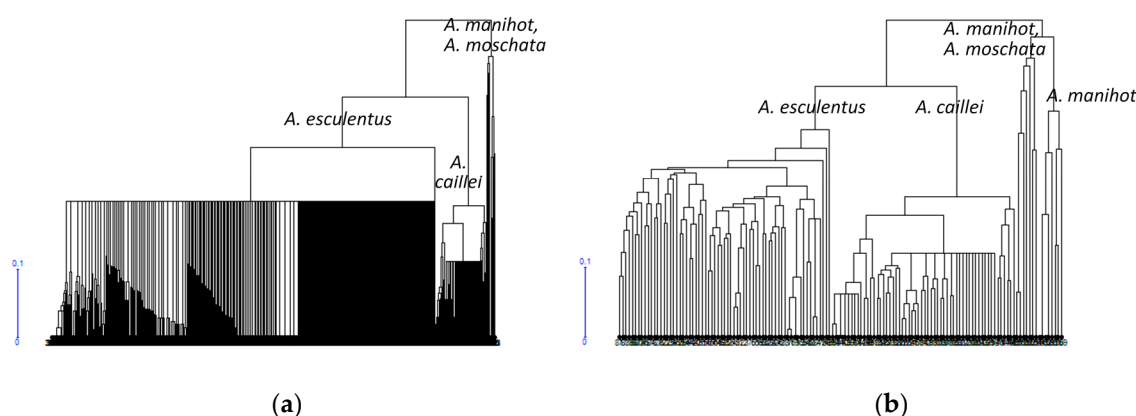 A. manihot,
A. moschata
A. esculentus
A.
caillei
0.1
0
(a)
A. manihot,
A. moschata
A. manihot
A. esculentus
A. caillei
0.1
0
(b)